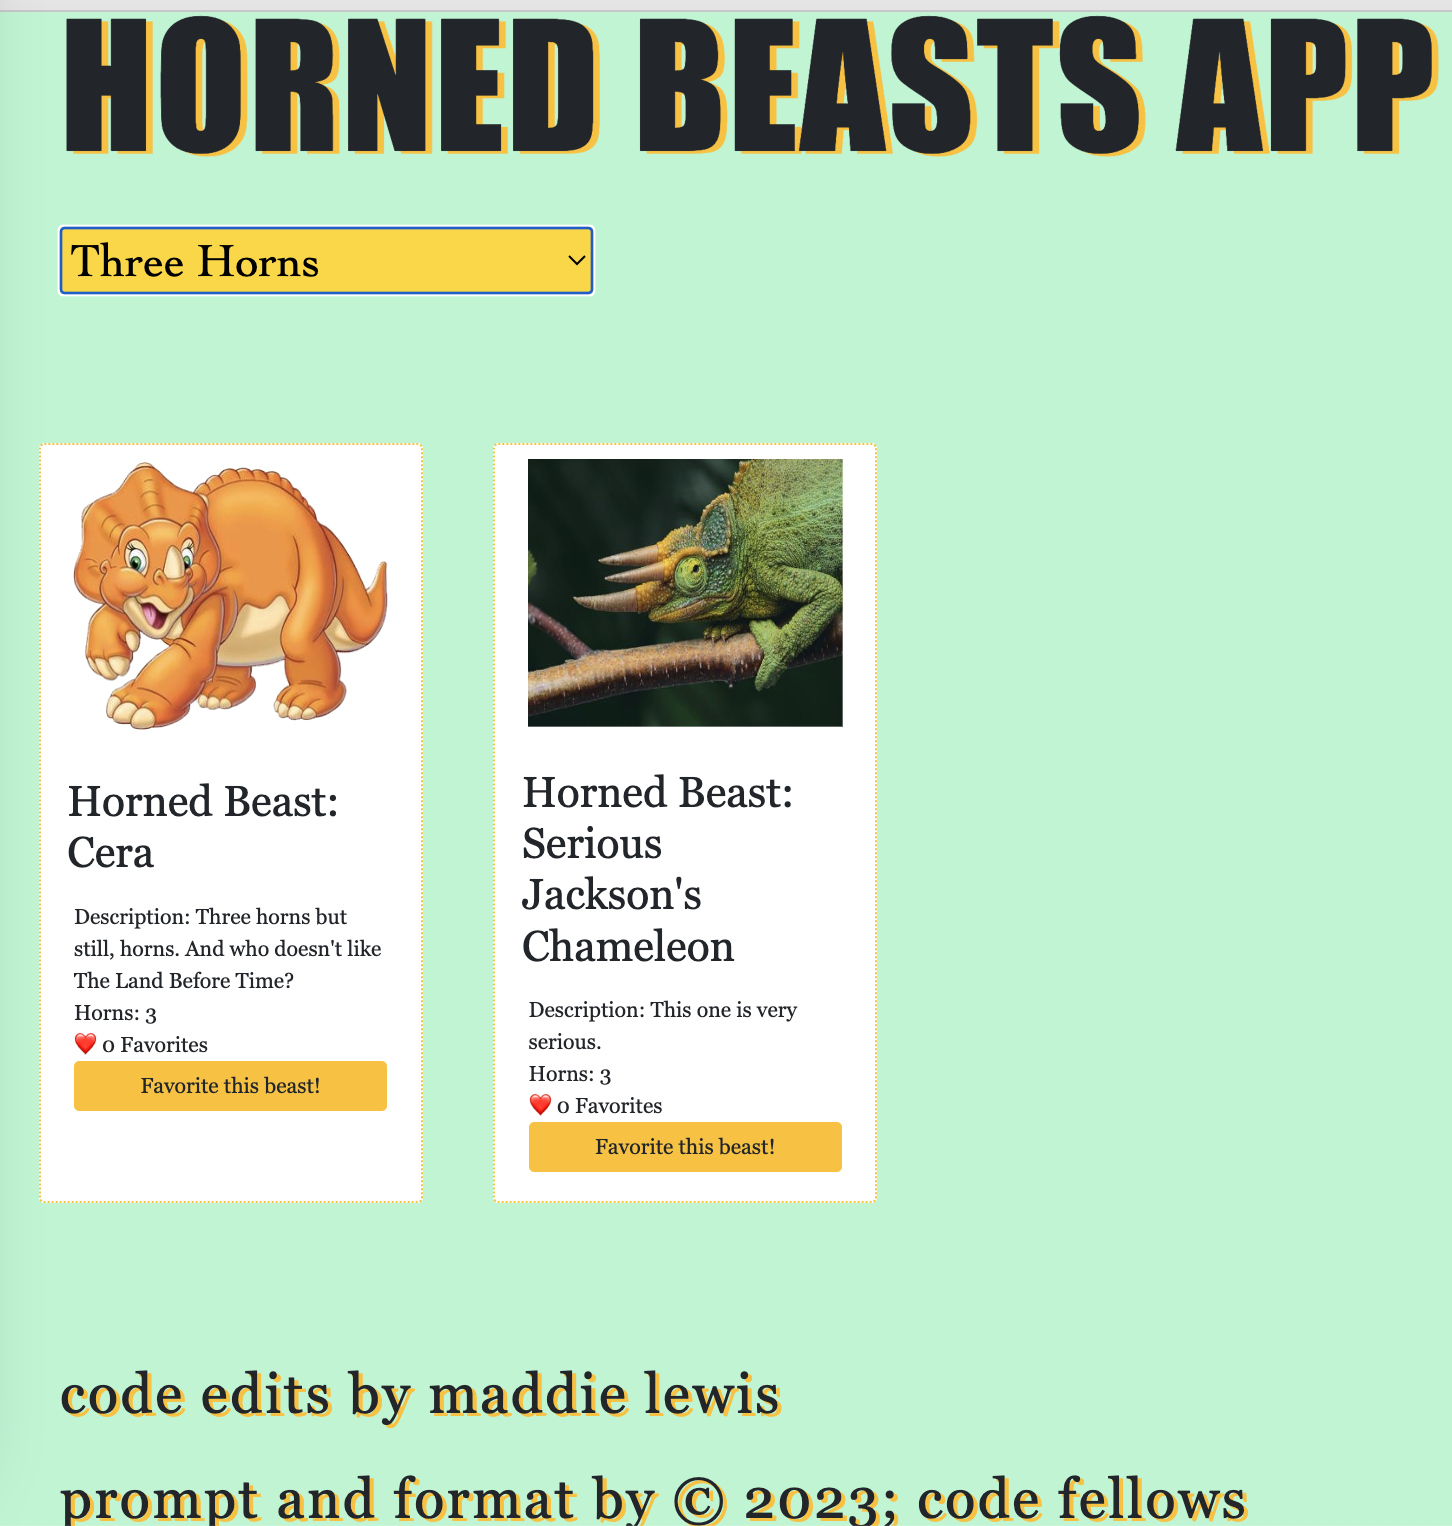 HORNED BEASTS APP
Three Horns
Horned Beast:
Cera
Description: Three horns but
still, horns. And who doesn't like
The Land Before Time?
Horns: 3
❤️ 0 Favorites
Favorite this beast!
Horned Beast:
Serious
Jackson's
Chameleon
Description: This one is very
serious.
Horns: 3
❤️ 0 Favorites
Favorite this beast!
code edits by maddie lewis
prompt and format by © 2023; code fellows